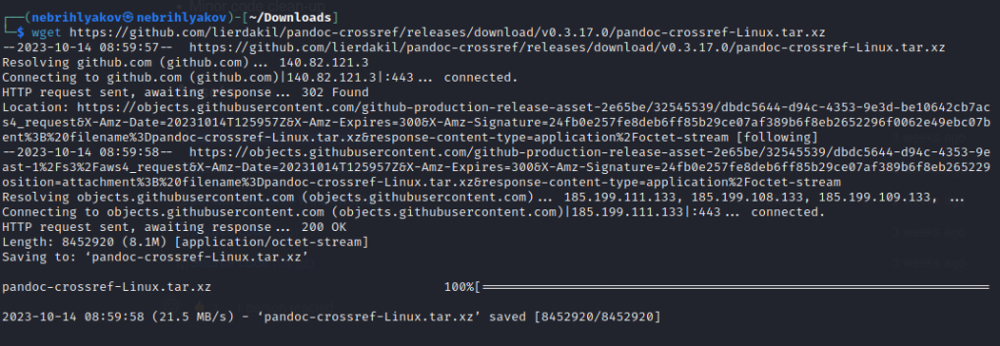 Minor code clean-up
┌──(nebrihlyakov㉿nebrihlyakov)-[~/Downloads]
└─$ wget https://github.com/lierdakil/pandoc-crossref/releases/download/v0.3.17.0/pandoc-crossref-Linux.tar.xz
--2023-10-14 08:59:57-- https://github.com/lierdakil/pandoc-crossref/releases/download/v0.3.17.0/pandoc-crossref-Linux.tar.xz
Resolving github.com (github.com)... 140.82.121.3
Connecting to github.com (github.com)|140.82.121.3|:443... connected.
HTTP request sent, awaiting response... 302 Found
Location: https://objects.githubusercontent.com/github-production-release-asset-2e65be/32545539/dbdc5644-d94c-4353-9e3d-be10642cb7ac
s4_request&X-Amz-Date=20231014T125957Z&X-Amz-Expires=300&X-Amz-Signature=24fb0e257fe8deb6ff85b29ce07af389b6f8eb2652296f0062e49ebc07b
ent%3B%20filename%3Dpandoc-crossref-Linux.tar.xz&response-content-type=application%2Foctet-stream [following]
--2023-10-14 08:59:58-- https://objects.githubusercontent.com/github-production-release-asset-2e65be/32545539/dbdc5644-d94c-4353-9e
ast-1%2Fs3%2Faws4_request&X-Amz-Date=20231014T125957Z&X-Amz-Expires=300&X-Amz-Signature=24fb0e257fe8deb6ff85b29ce07af389b6f8eb265229
osition=attachment%3B%20filename%3Dpandoc-crossref-Linux.tar.xz&response-content-type=application%2Foctet-stream
Resolving objects.githubusercontent.com (objects.githubusercontent.com)... 185.199.111.133, 185.199.108.133, 185.199.109.133, ...
Connecting to objects.githubusercontent.com (objects.githubusercontent.com)|185.199.111.133|:443... connected.
HTTP request sent, awaiting response... 200 OK
Length: 8452920 (8.1M) [application/octet-stream]
Saving to: ‘pandoc-crossref-Linux.tar.xz’
pandoc-crossref-Linux.tar.xz 100%[==================================================
2023-10-14 08:59:58 (21.5 MB/s) - ‘pandoc-crossref-Linux.tar.xz’ saved [8452920/8452920]